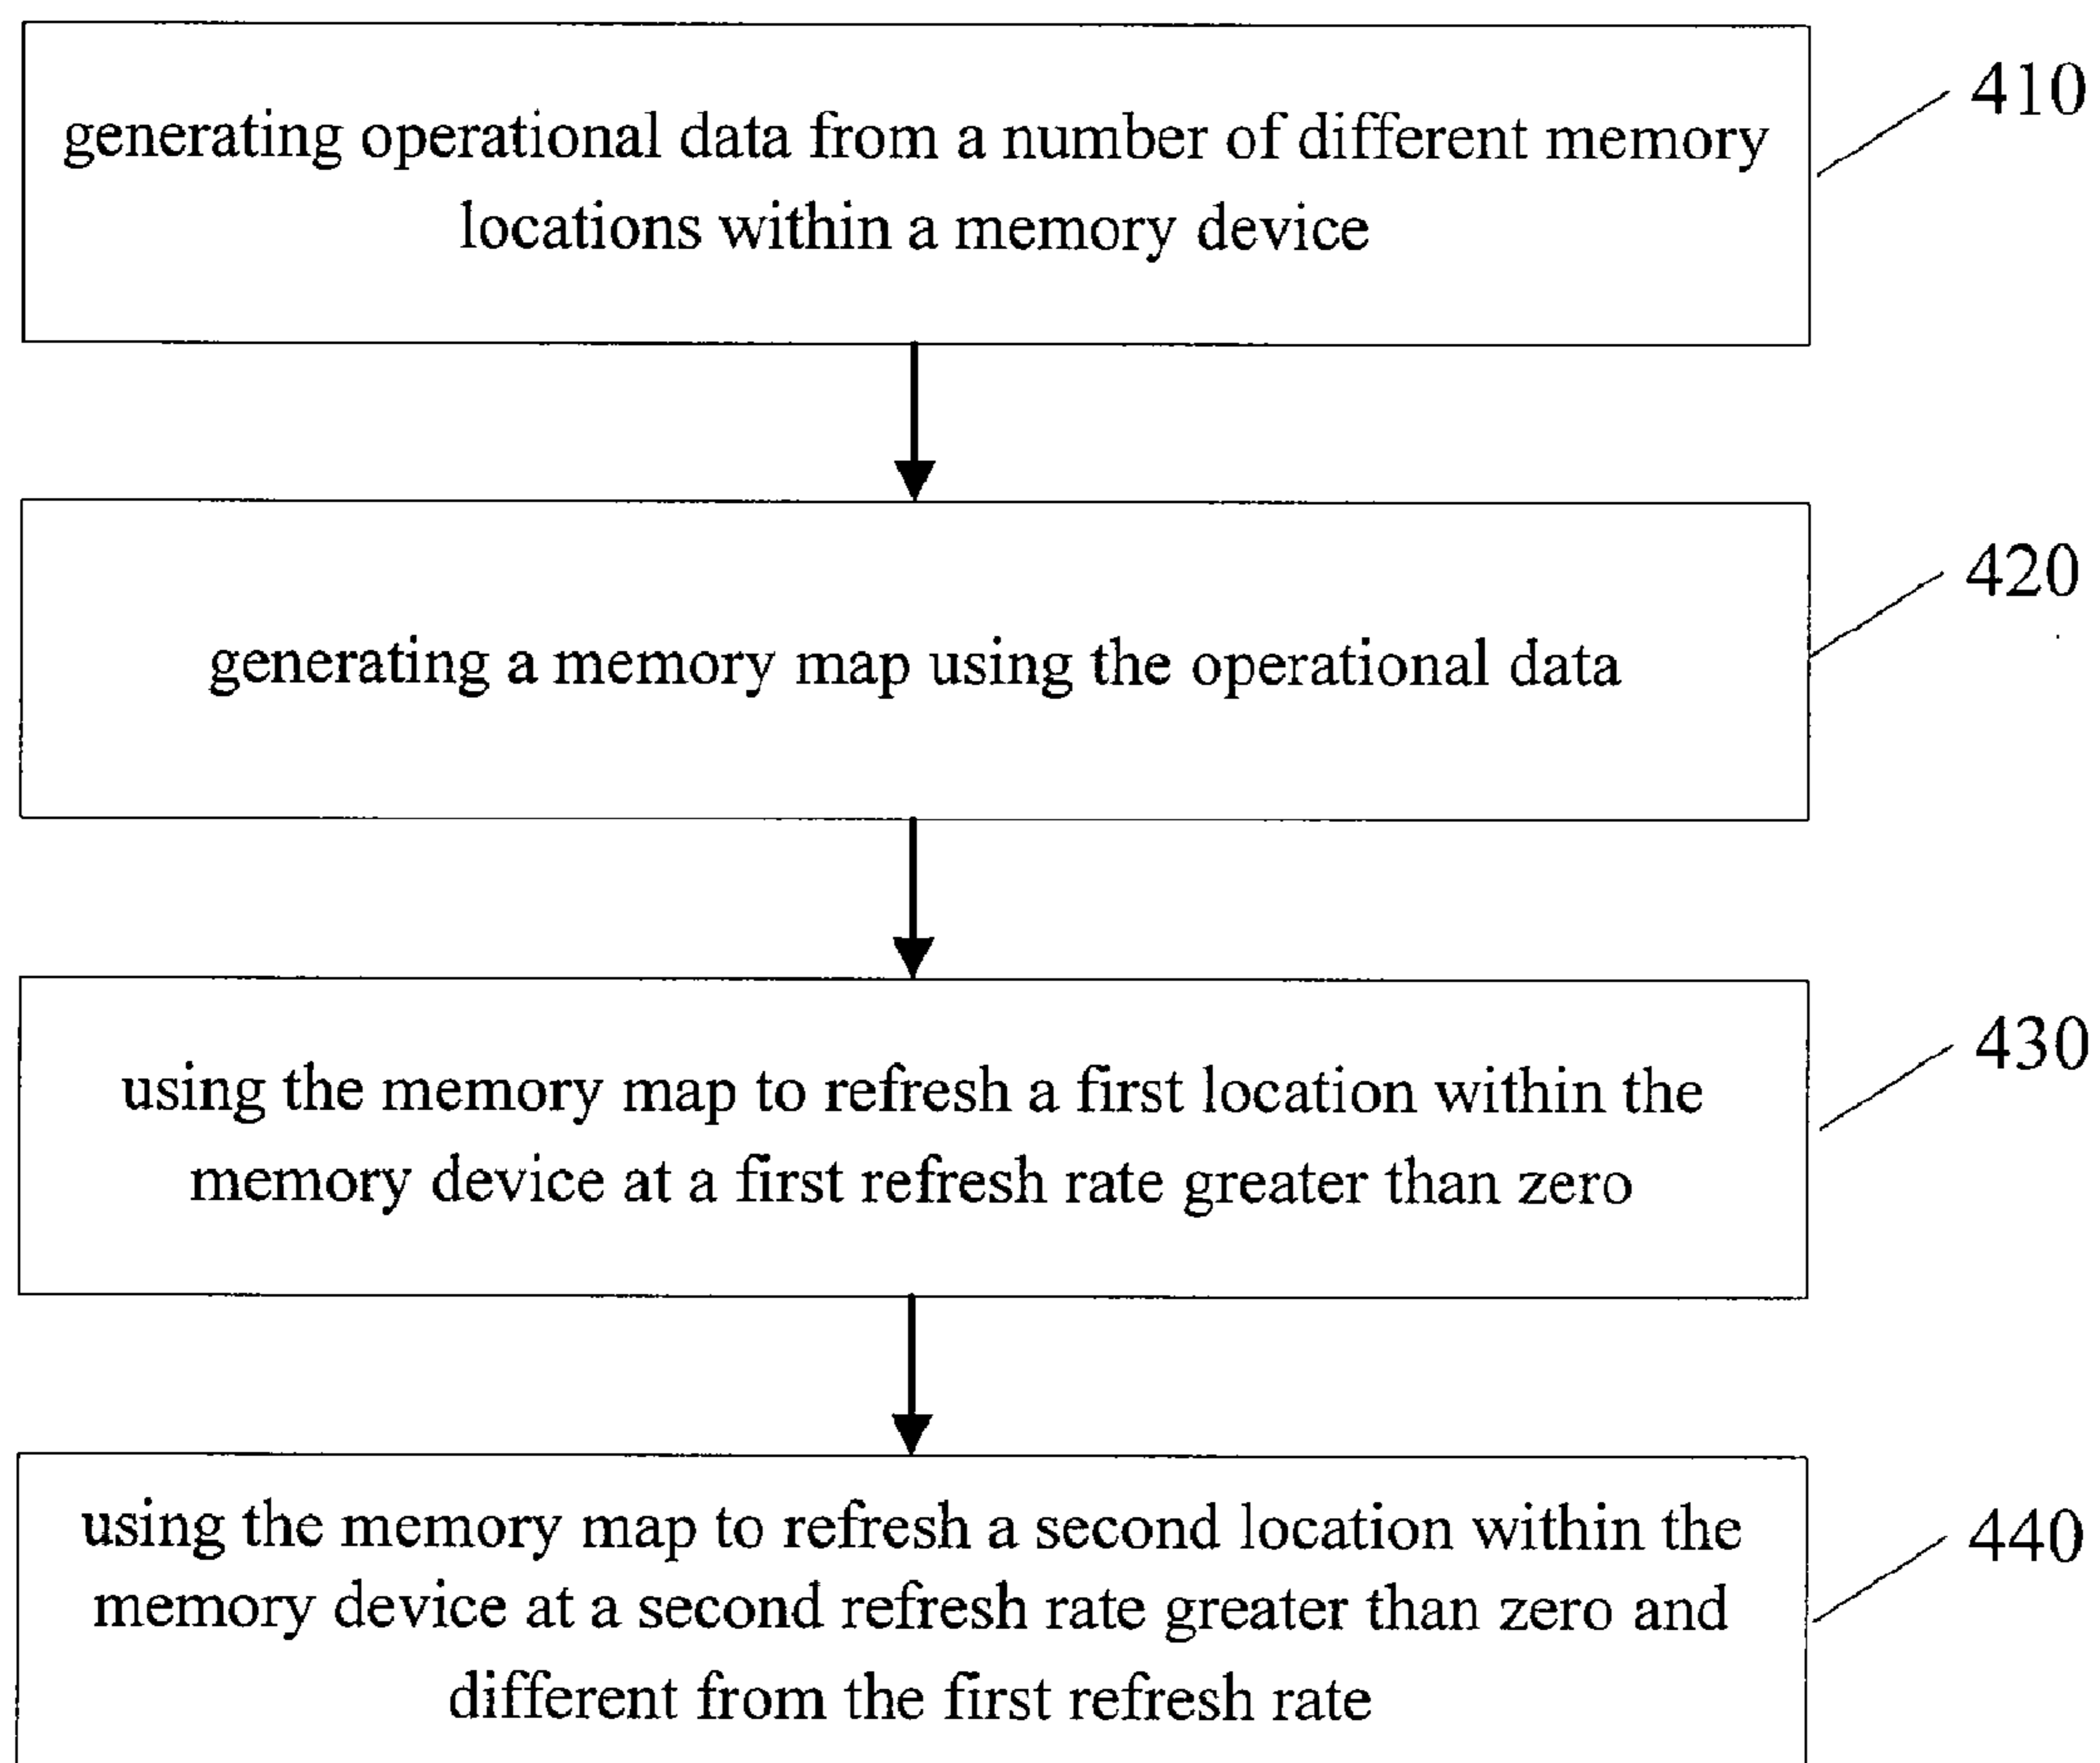 generating operational data from a number of different memory
locations within a memory device
410
generating a memory map using the operational data
420
using the memory map to refresh a first location within the
memory device at a first refresh rate greater than zero
430
using the memory map to refresh a second location within the
memory device at a second refresh rate greater than zero and
different from the first refresh rate
440